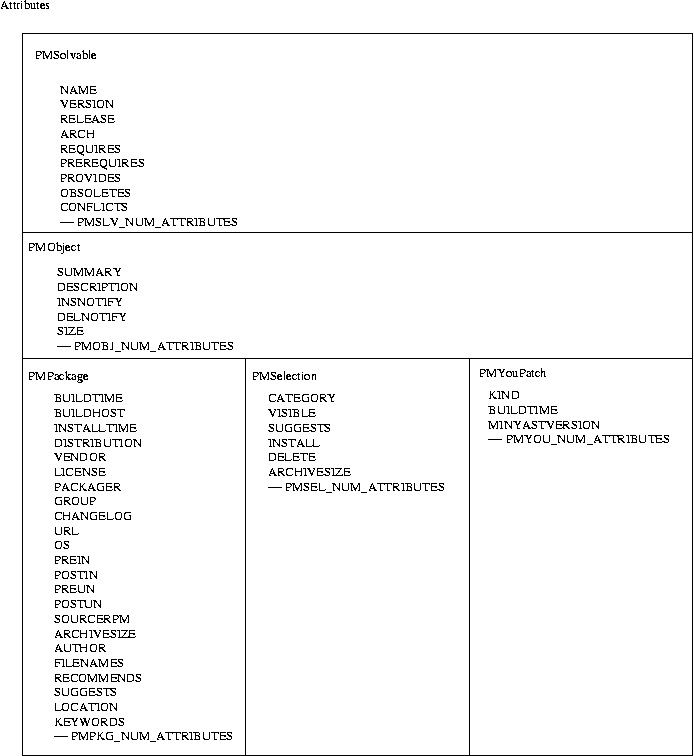 Attributes
PMSolvable
NAME
VERSION
RELEASE
ARCH
REQUIRES
PREREQUIRES
PROVIDES
OBSOLETES
CONFLICTS
— PMSLV_NUM_ATTRIBUTES
PMObject
SUMMARY
DESCRIPTION
INSNOTIFY
DELNOTIFY
SIZE
— PMOBJ_NUM_ATTRIBUTES
PMPackage
BUILDTIME
BUILDHOST
INSTALLTIME
DISTRIBUTION
VENDOR
LICENSE
PACKAGER
GROUP
CHANGELOG
URL
OS
PREIN
POSTIN
PREUN
POSTUN
SOURCERPM
ARCHIVESIZE
AUTHOR
FILENAMES
RECOMMENDS
SUGGESTS
LOCATION
KEYWORDS
— PMPKG_NUM_ATTRIBUTES
PMSelection
CATEGORY
VISIBLE
SUGGESTS
INSTALL
DELETE
ARCHIVESIZE
— PMSEL_NUM_ATTRIBUTES
PMYouPatch
KIND
BUILDTIME
MINYASTVERSION
— PMYOU_NUM_ATTRIBUTES